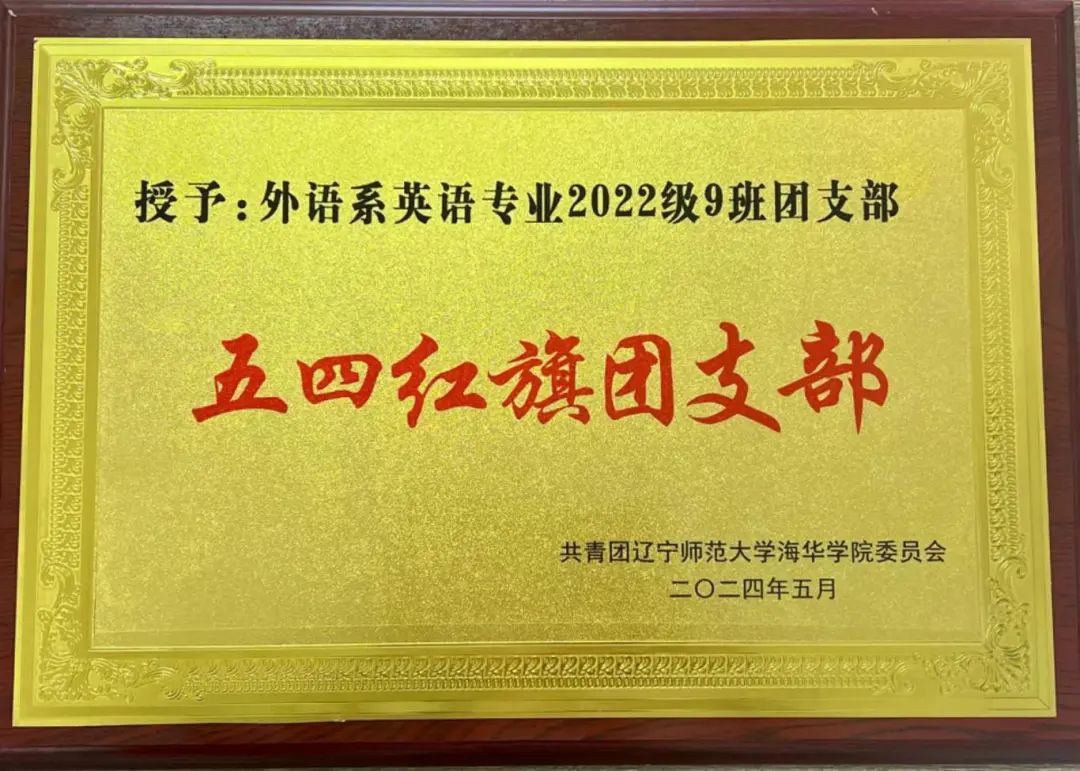 授予:外语系英语专业2022级9班团支部
五四红旗团支部
共青团辽宁师范大学海华学院委员会
二〇二四年五月